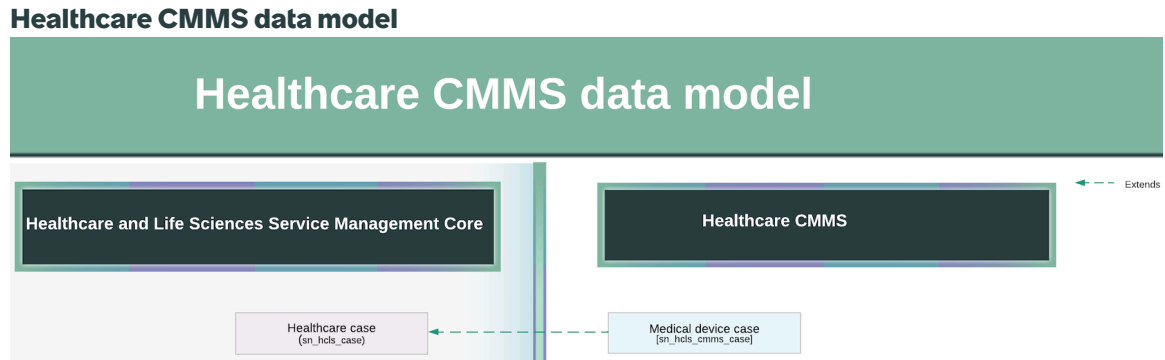 Healthcare CMMS data model
Healthcare CMMS data model
Healthcare and Life Sciences Service Management Core
Healthcare CMMS
Extends
Healthcare case
(sn_hcls_case)
Medical device case
[sn_hcls_cmms_case]